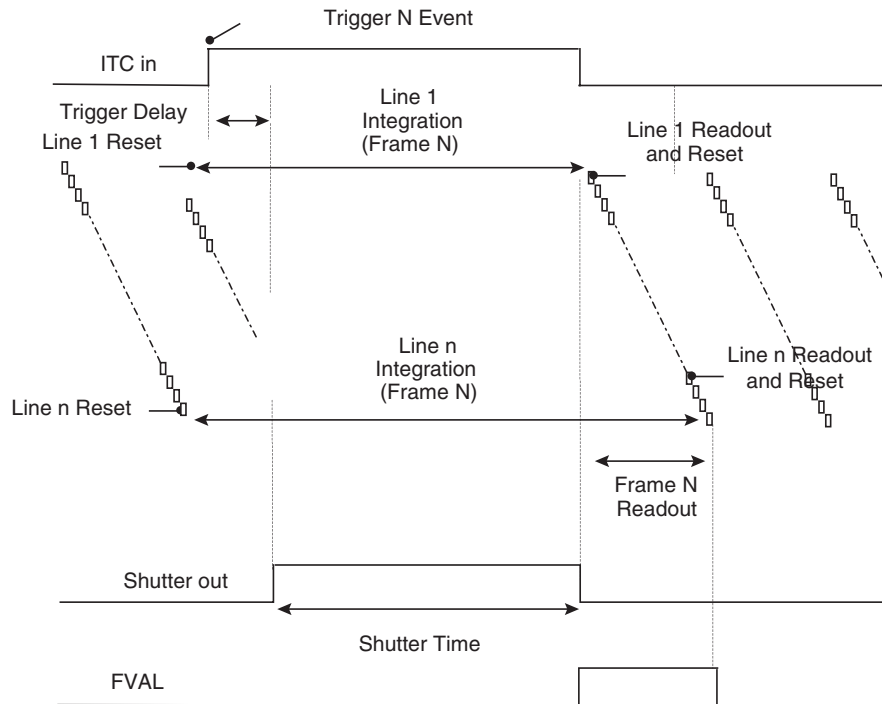 Trigger N Event
ITC in
Trigger Delay
Line 1
Integration
(Frame N)
Line 1 Reset
Line 1 Readout
and Reset
Line n
Integration
(Frame N)
Line n Readout
and Reset
Line n Reset
Frame N
Readout
Shutter out
Shutter Time
FVAL